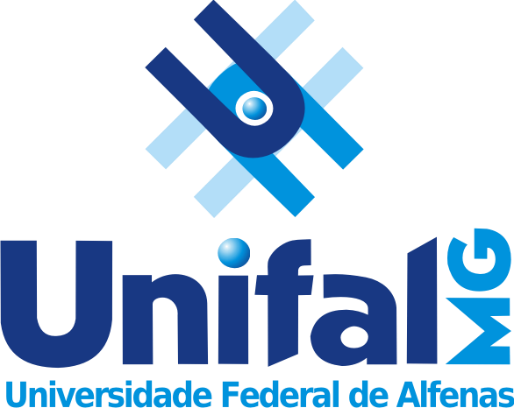 Unifal
MG
Universidade Federal de Alfenas